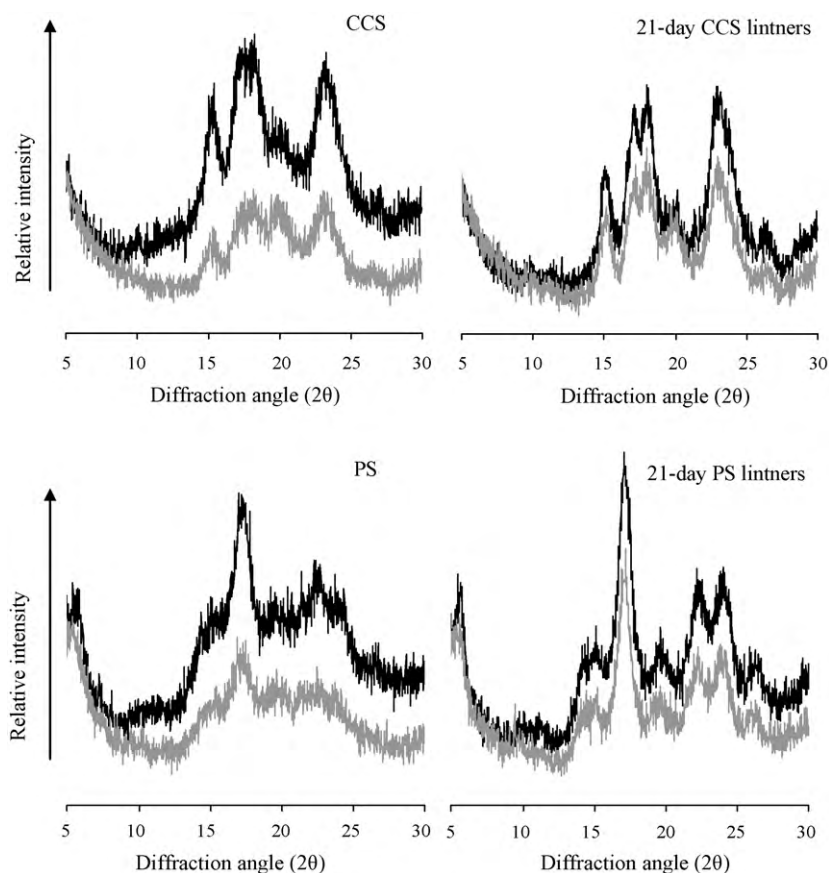 CCS
21-day CCS lintners
Relative intensity
5 10 15 20 25 30
5 10 15 20 25 30
Diffraction angle (2θ)
Diffraction angle (2θ)
PS
21-day PS lintners
Relative intensity
5 10 15 20 25 30
5 10 15 20 25 30
Diffraction angle (2θ)
Diffraction angle (2θ)